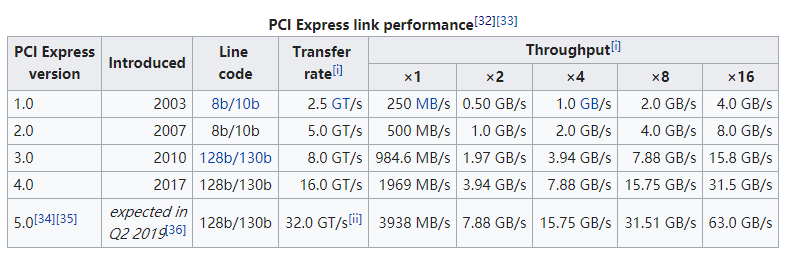 PCI Express link performance[32][33]
PCI Express version Introduced Line code Transfer rate[i] Throughput[i]
×1 ×2 ×4 ×8 ×16
1.0 2003 8b/10b 2.5 GT/s 250 MB/s 0.50 GB/s 1.0 GB/s 2.0 GB/s 4.0 GB/s
2.0 2007 8b/10b 5.0 GT/s 500 MB/s 1.0 GB/s 2.0 GB/s 4.0 GB/s 8.0 GB/s
3.0 2010 128b/130b 8.0 GT/s 984.6 MB/s 1.97 GB/s 3.94 GB/s 7.88 GB/s 15.8 GB/s
4.0 2017 128b/130b 16.0 GT/s 1969 MB/s 3.94 GB/s 7.88 GB/s 15.75 GB/s 31.5 GB/s
5.0[34][35] expected in Q2 2019[36] 128b/130b 32.0 GT/s[ii] 3938 MB/s 7.88 GB/s 15.75 GB/s 31.51 GB/s 63.0 GB/s